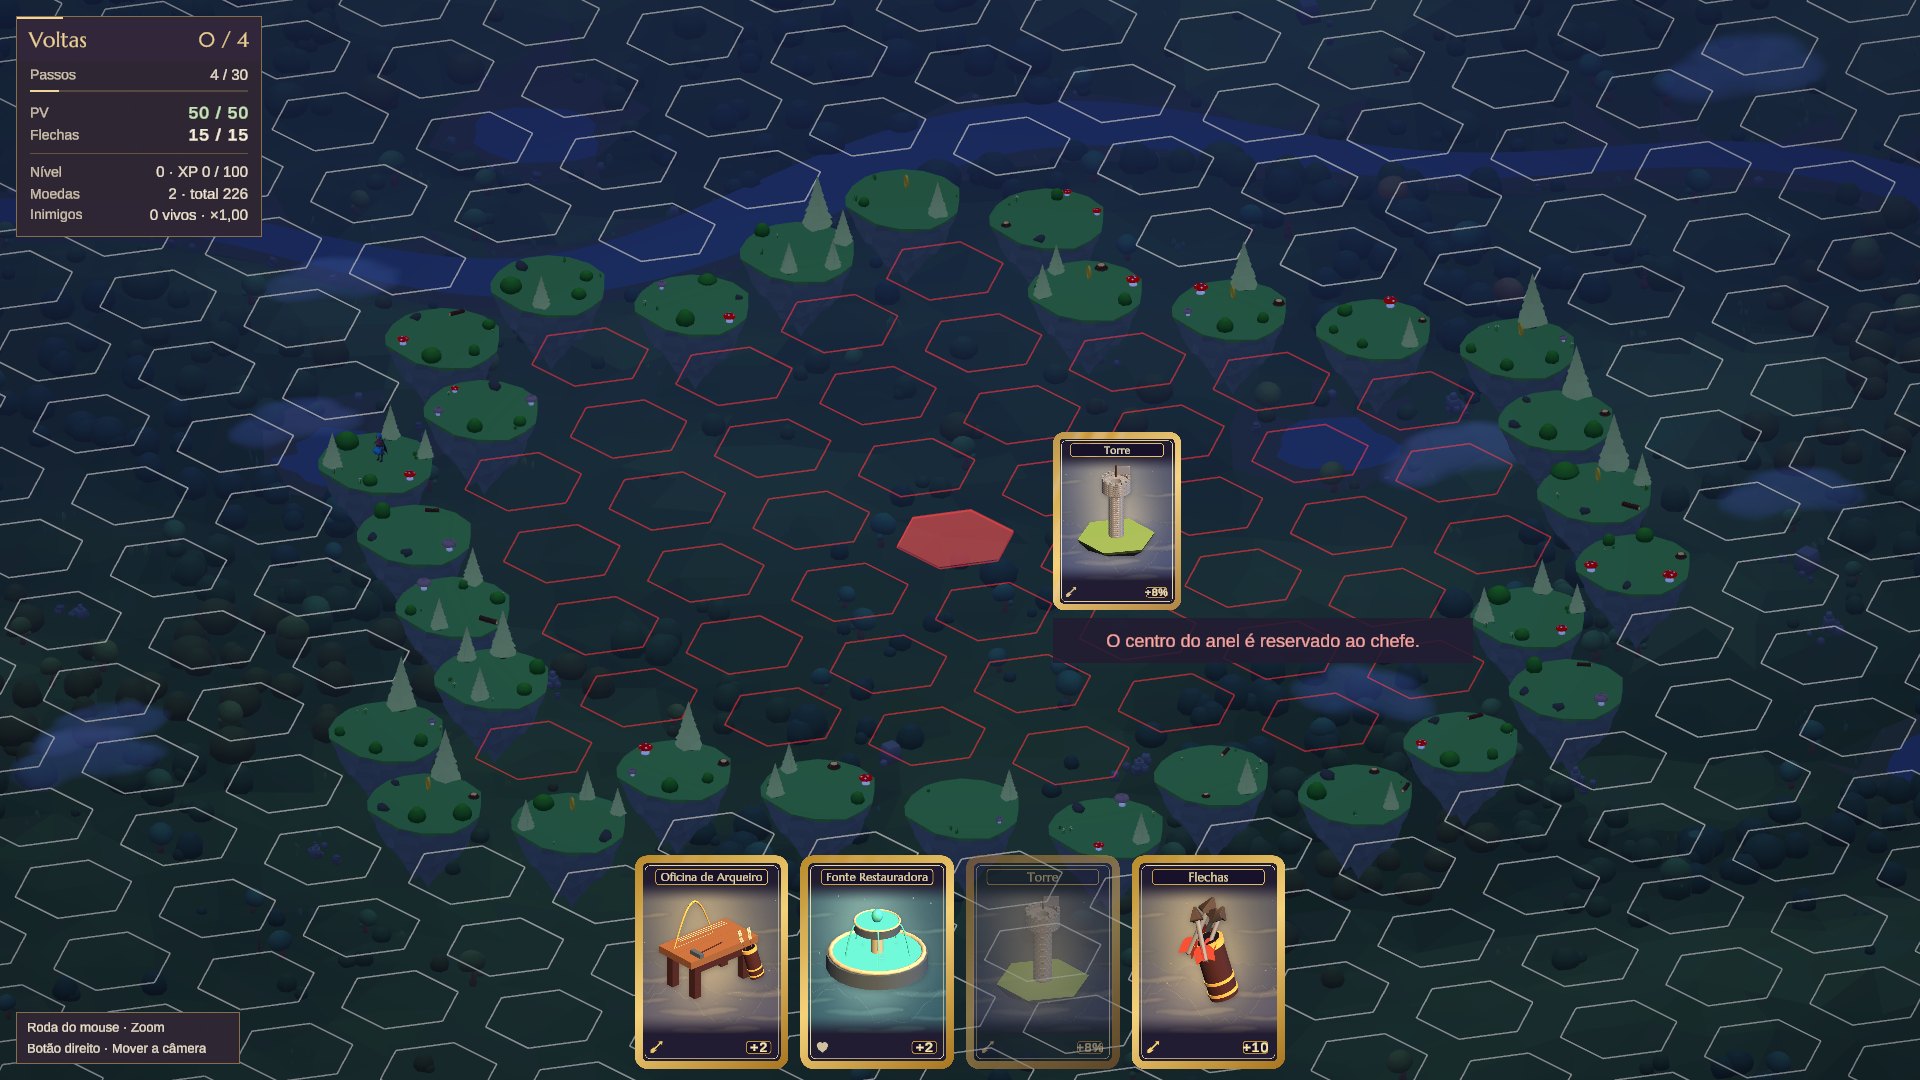 Voltas 0 / 4
Passos 4 / 30
PV 50 / 50
Flechas 15 / 15
Nível 0 · XP 0 / 100
Moedas 2 · total 226
Inimigos 0 vivos · ×1,00
Torre
+8%
O centro do anel é reservado ao chefe.
Oficina de Arqueiro
+2
Fonte Restauradora
+2
Torre
+8%
Flechas
+10
Roda do mouse · Zoom
Botão direito · Mover a câmera